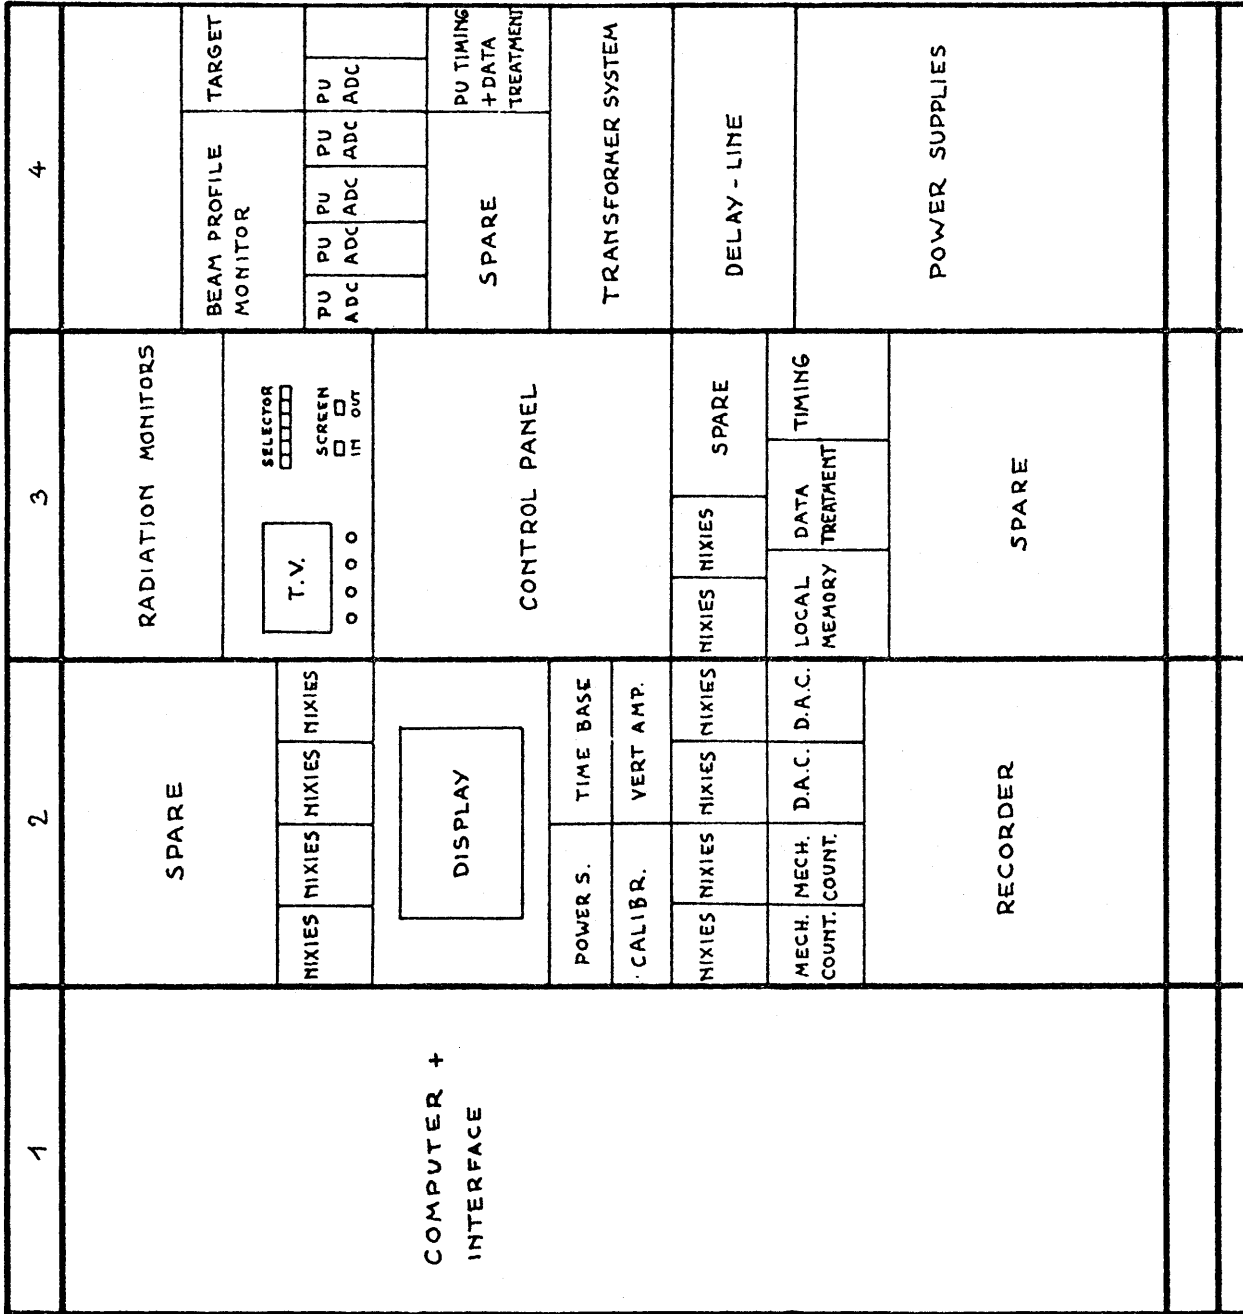 1
COMPUTER +
INTERFACE
2
SPARE
NIXIES NIXIES NIXIES NIXIES
DISPLAY
POWER S. TIME BASE
CALIBR. VERT AMP.
NIXIES NIXIES NIXIES NIXIES
MECH. MECH. D.A.C. D.A.C.
COUNT. COUNT.
RECORDER
3
RADIATION MONITORS
SELECTOR
T.V.
SCREEN
IN OUT
CONTROL PANEL
NIXIES NIXIES SPARE
LOCAL DATA TIMING
MEMORY TREATMENT
SPARE
4
BEAM PROFILE TARGET
MONITOR
PU PU PU PU PU
ADC ADC ADC ADC ADC
SPARE
PU TIMING
+ DATA
TREATMENT
TRANSFORMER SYSTEM
DELAY - LINE
POWER SUPPLIES